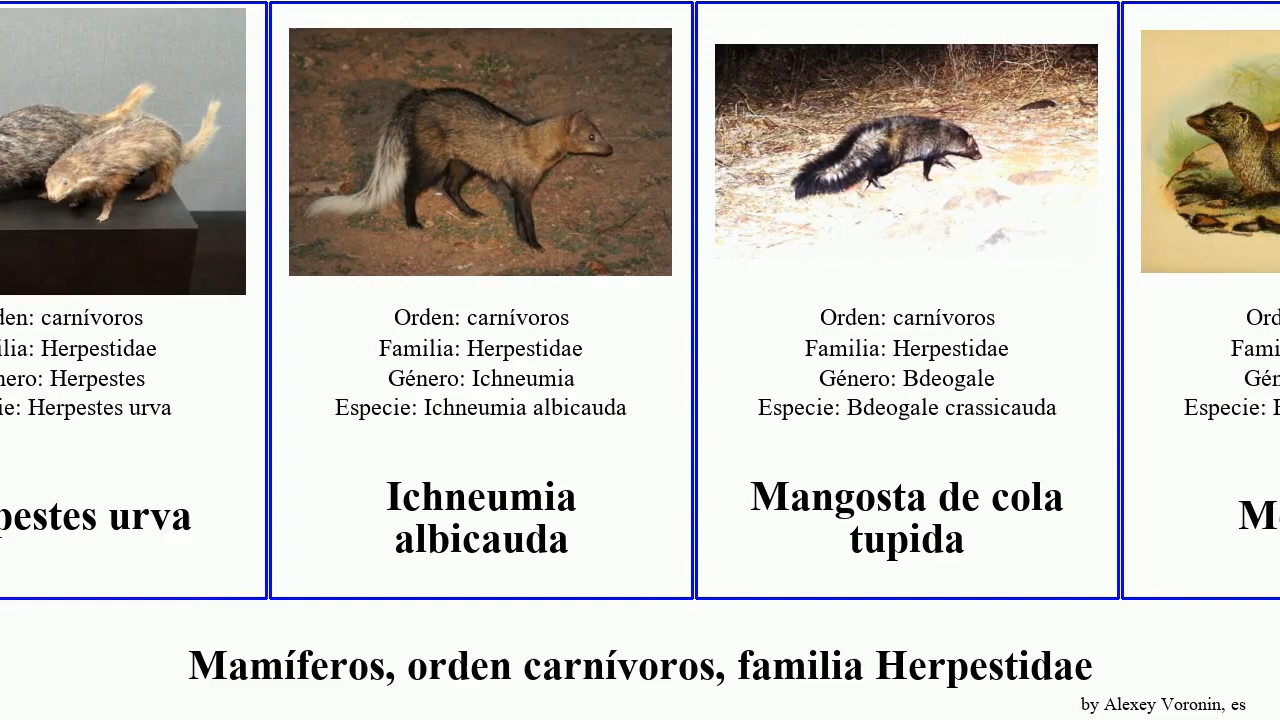 den: carnívoros
ilia: Herpestidae
nero: Herpestes
ie: Herpestes urva
pestes urva
Orden: carnívoros
Familia: Herpestidae
Género: Ichneumia
Especie: Ichneumia albicauda
Ichneumia
albicauda
Orden: carnívoros
Familia: Herpestidae
Género: Bdeogale
Especie: Bdeogale crassicauda
Mangosta de cola
tupida
Ord
Fami
Gén
Especie:
M
Mamíferos, orden carnívoros, familia Herpestidae
by Alexey Voronin, es